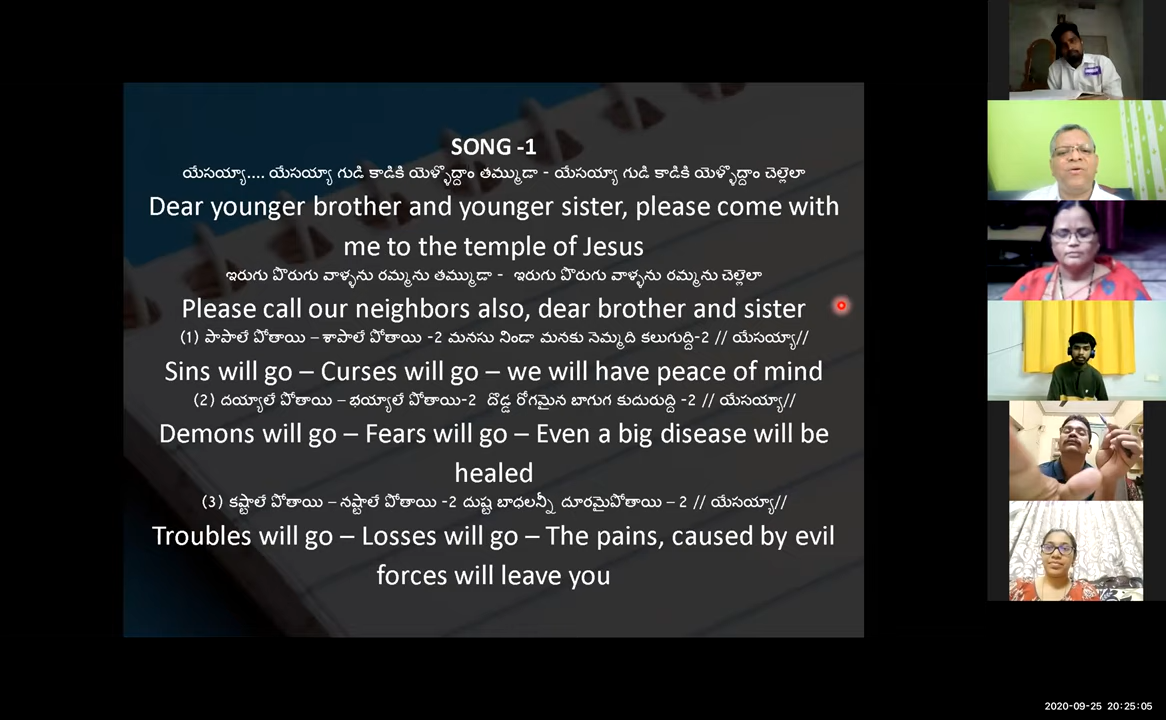 SONG -1
యేసయ్యా.... యేసయ్యా గుడి కాడికి యెళ్ళొద్దాం తమ్ముడా - యేసయ్యా గుడి కాడికి యెళ్ళొద్దాం చెల్లెలా
Dear younger brother and younger sister, please come with
me to the temple of Jesus
ఇరుగు పొరుగు వాళ్ళను రమ్మను తమ్ముడా - ఇరుగు పొరుగు వాళ్ళను రమ్మను చెల్లెలా
Please call our neighbors also, dear brother and sister
(1) పాపాలే పోతాయి – శాపాలే పోతాయి -2 మనసు నిండా మనకు నెమ్మది కలుగుద్ది-2 // యేసయ్యా//
Sins will go – Curses will go – we will have peace of mind
(2) దయ్యాలే పోతాయి – భయ్యాలే పోతాయి-2 దొడ్డ రోగమైన బాగుగ కుదురుద్ది -2 // యేసయ్యా//
Demons will go – Fears will go – Even a big disease will be
healed
(3) కష్టాలే పోతాయి – నష్టాలే పోతాయి -2 దుష్ట బాధలన్నీ దూరమైపోతాయి – 2 // యేసయ్యా//
Troubles will go – Losses will go – The pains, caused by evil
forces will leave you
2020-09-25 20:25:05